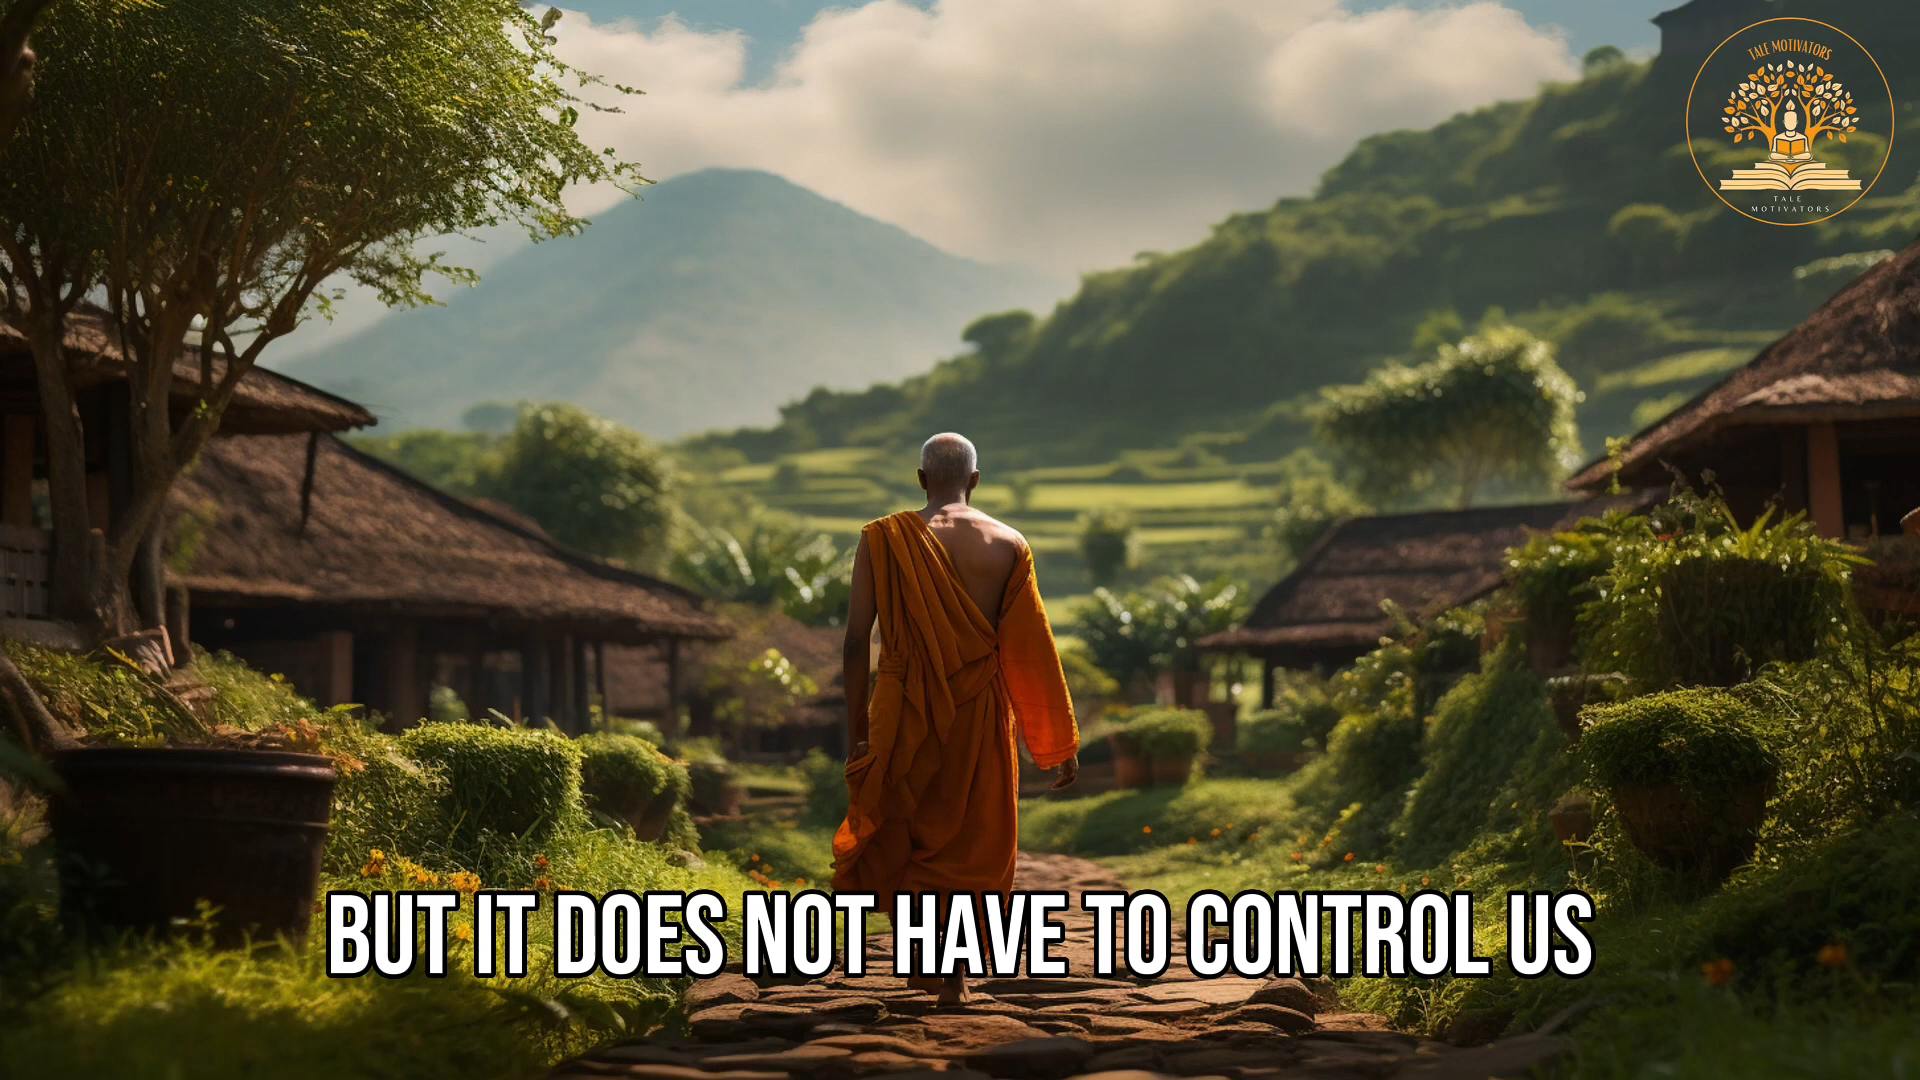 TALE MOTIVATORS
TALE
MOTIVATORS
BUT IT DOES NOT HAVE TO CONTROL US